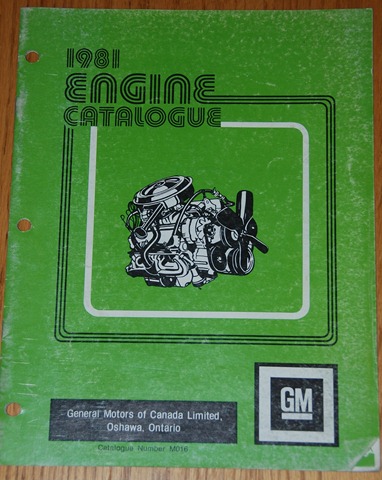 1981
ENGINE
CATALOGUE
General Motors of Canada Limited,
Oshawa, Ontario
Catalogue Number M016
GM